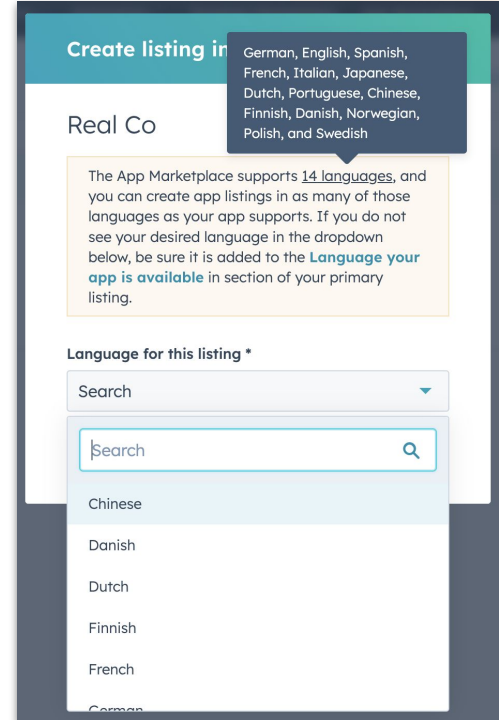 Create listing in
German, English, Spanish,
French, Italian, Japanese,
Dutch, Portuguese, Chinese,
Finnish, Danish, Norwegian,
Polish, and Swedish
Real Co
The App Marketplace supports 14 languages, and
you can create app listings in as many of those
languages as your app supports. If you do not
see your desired language in the dropdown
below, be sure it is added to the Language your
app is available in section of your primary
listing.
Language for this listing *
Search
Search
Chinese
Danish
Dutch
Finnish
French
German